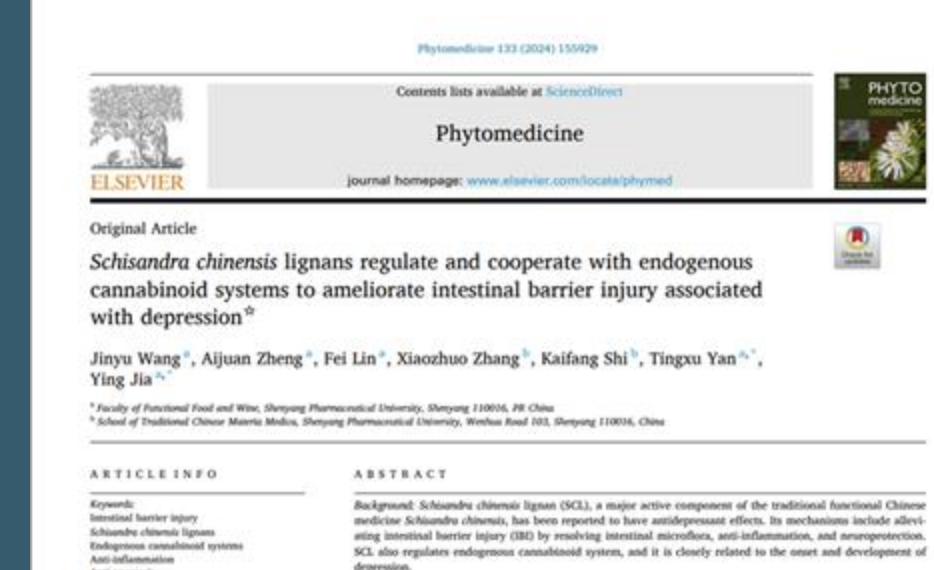 Phytomedicine 133 (2024) 155929
Contents lists available at ScienceDirect
Phytomedicine
journal homepage: www.elsevier.com/locate/phymed
ELSEVIER
PHYTO
medicine
Original Article
Check for
updates
Schisandra chinensis lignans regulate and cooperate with endogenous
cannabinoid systems to ameliorate intestinal barrier injury associated
with depression☆
Jinyu Wang a, Aijuan Zheng a, Fei Lin a, Xiaozhuo Zhang b, Kaifang Shi b, Tingxu Yan a,*,
Ying Jia a,*
a Faculty of Functional Food and Wine, Shenyang Pharmaceutical University, Shenyang 110016, PR China
b School of Traditional Chinese Materia Medica, Shenyang Pharmaceutical University, Wenhua Road 103, Shenyang 110016, China
ARTICLE INFO
Keywords:
Intestinal barrier injury
Schisandra chinensis lignans
Endogenous cannabinoid systems
Anti-inflammation
ABSTRACT
Background: Schisandra chinensis lignan (SCL), a major active component of the traditional functional Chinese
medicine Schisandra chinensis, has been reported to have antidepressant effects. Its mechanisms include allevi-
ating intestinal barrier injury (IBI) by resolving intestinal microflora, anti-inflammation, and neuroprotection.
SCL also regulates endogenous cannabinoid system, and it is closely related to the onset and development of
depression.